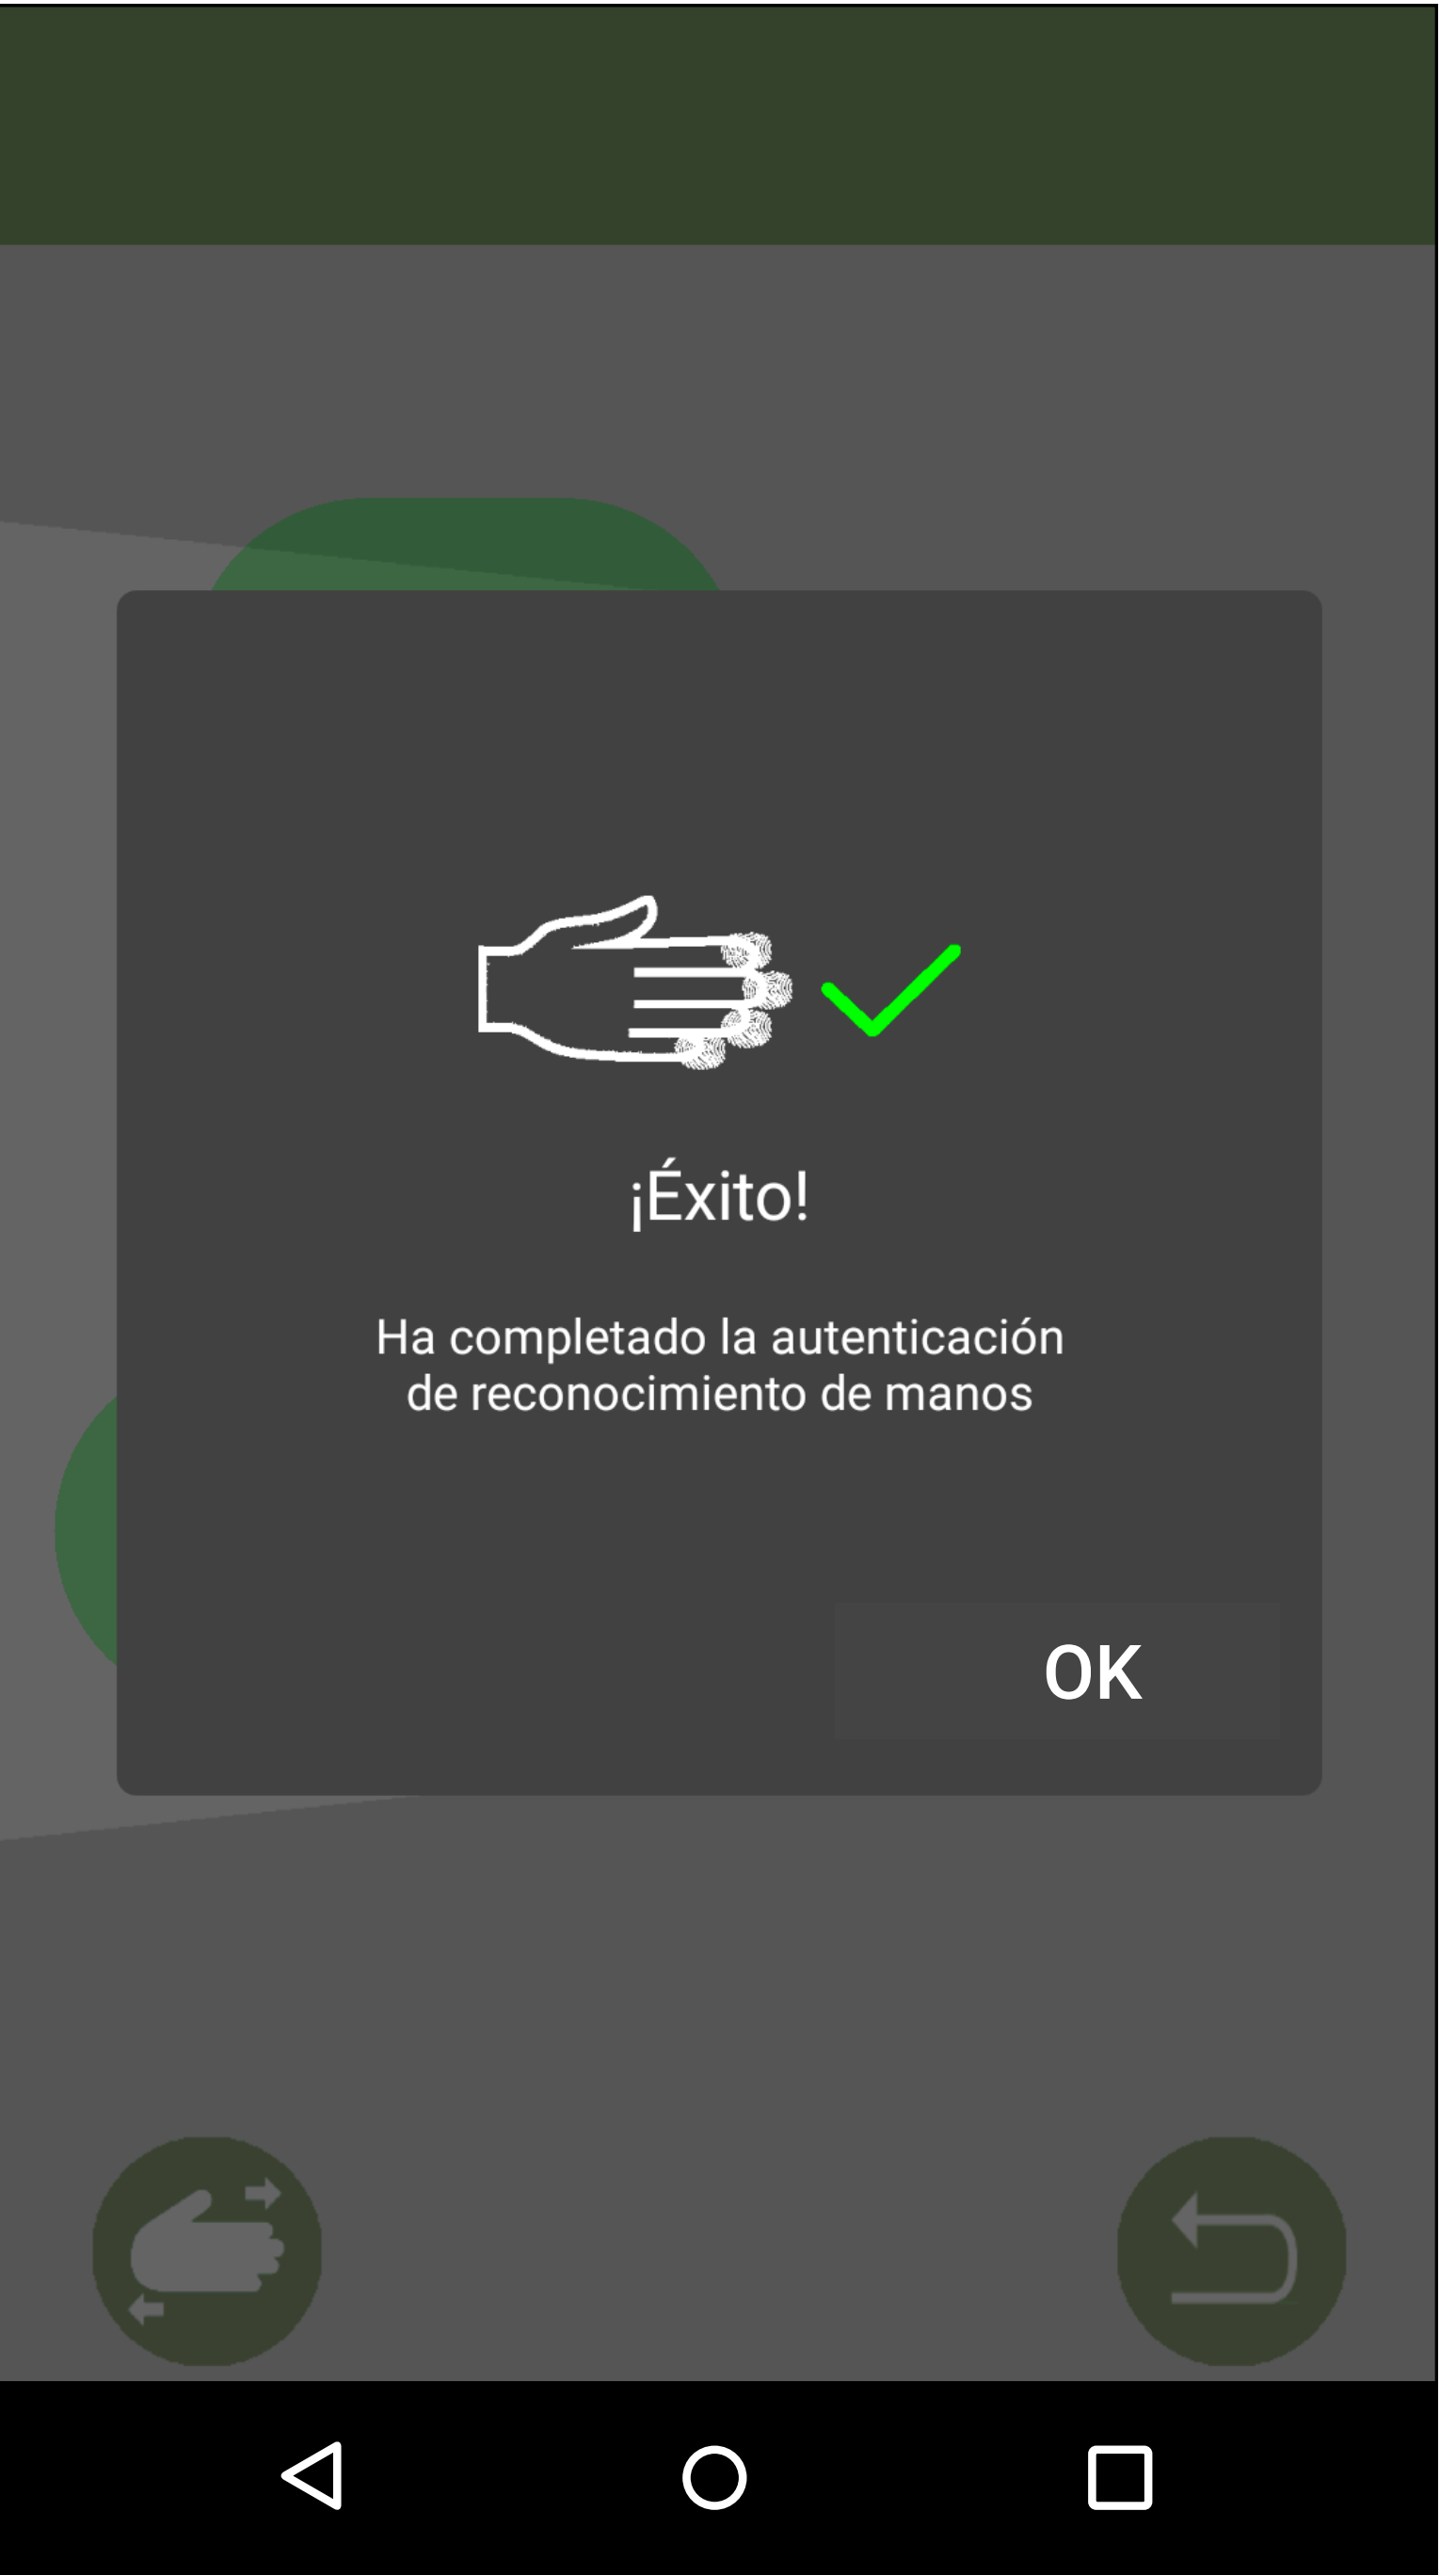 ¡Éxito!
Ha completado la autenticación
de reconocimiento de manos
OK